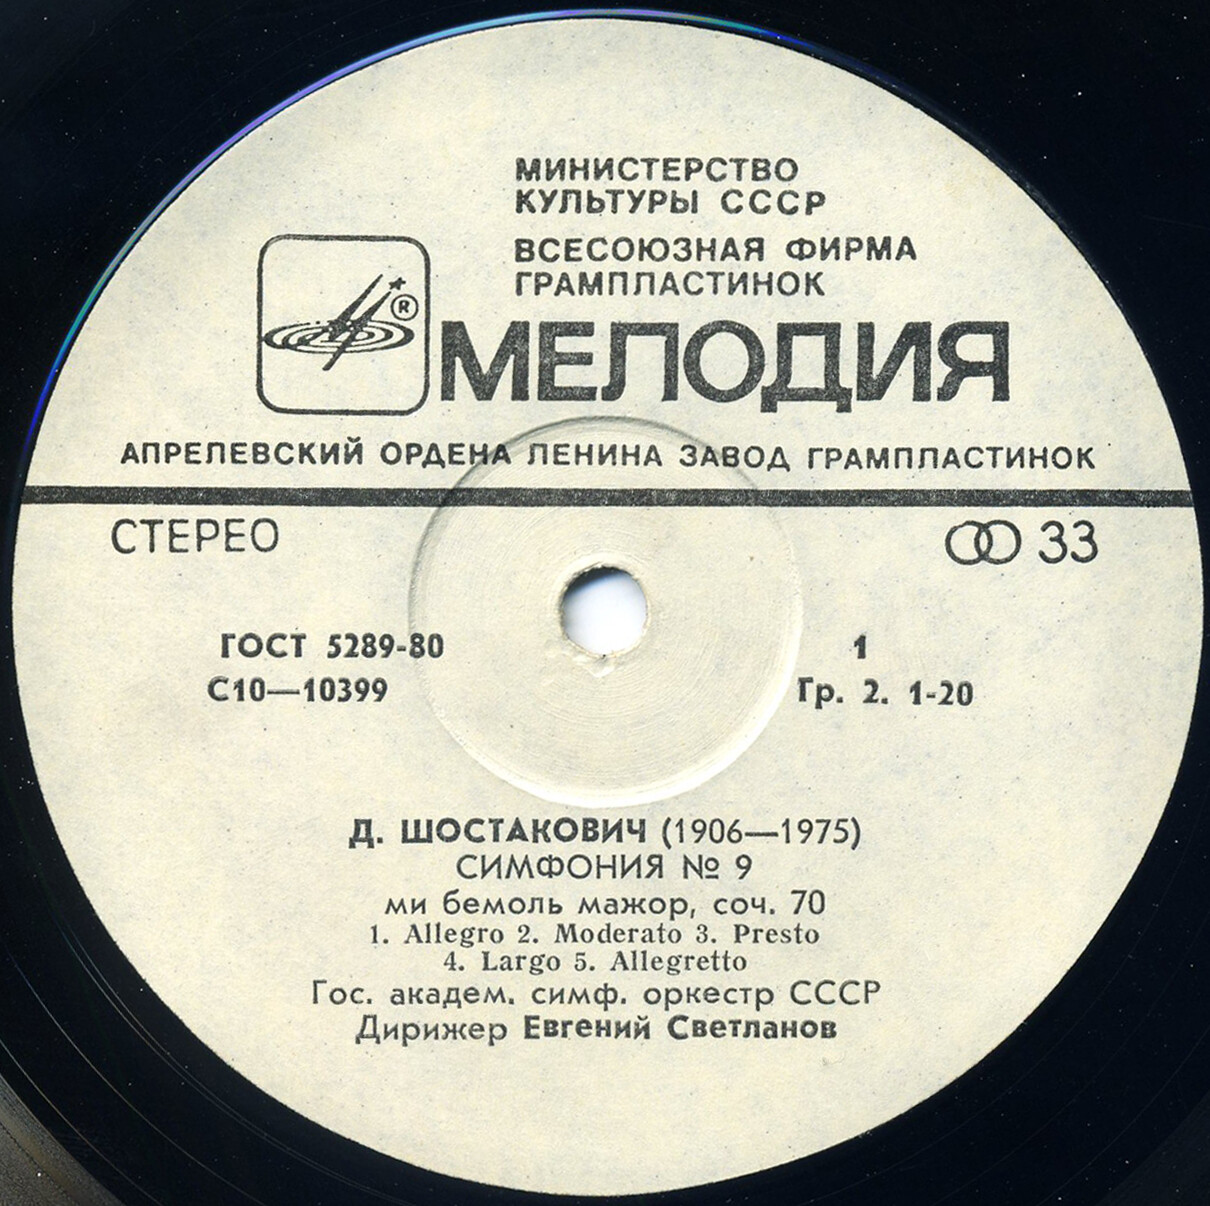 МИНИСТЕРСТВО
КУЛЬТУРЫ СССР
ВСЕСОЮЗНАЯ ФИРМА
ГРАМПЛАСТИНОК
®
МЕЛОДИЯ
АПРЕЛЕВСКИЙ ОРДЕНА ЛЕНИНА ЗАВОД ГРАМПЛАСТИНОК
СТЕРЕО 33
ГОСТ 5289-80 1
С10—10399 Гр. 2. 1-20
Д. ШОСТАКОВИЧ (1906—1975)
СИМФОНИЯ № 9
ми бемоль мажор, соч. 70
1. Allegro 2. Moderato 3. Presto
4. Largo 5. Allegretto
Гос. академ. симф. оркестр СССР
Дирижер Евгений Светланов